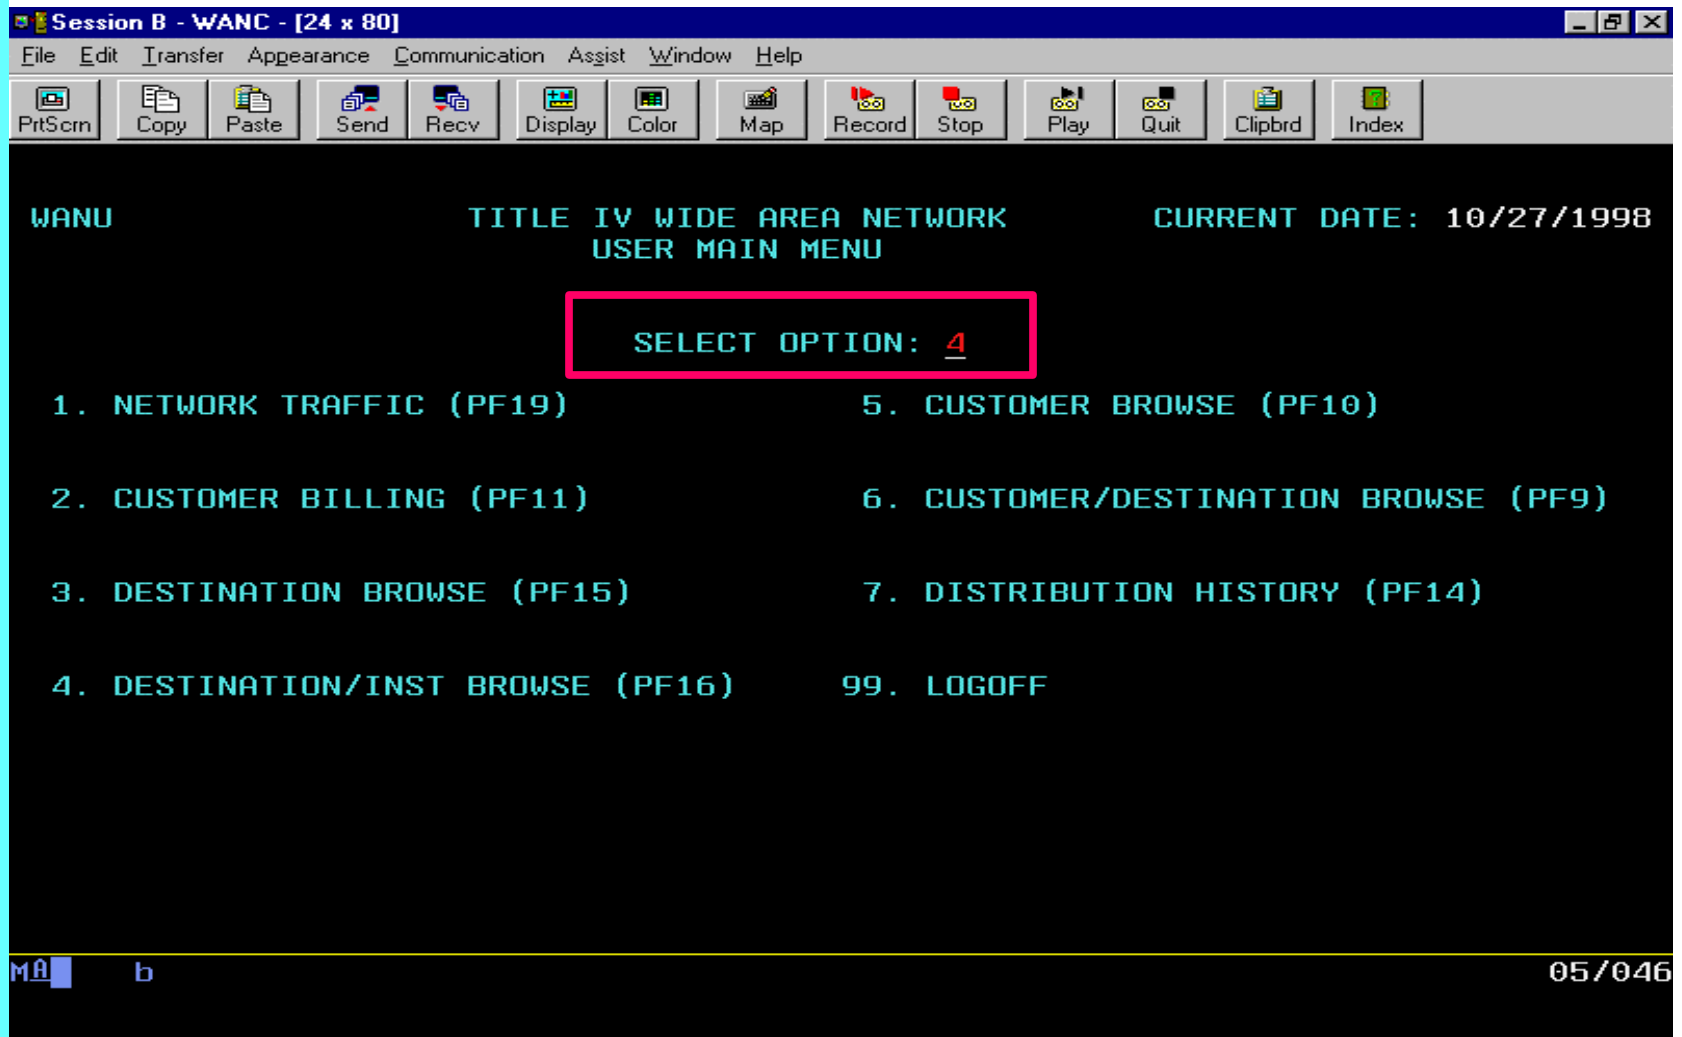 Session B - WANC - [24 x 80]
File Edit Transfer Appearance Communication Assist Window Help
PrtScrn Copy Paste Send Recv Display Color Map Record Stop Play Quit Clipbrd Index
WANU TITLE IV WIDE AREA NETWORK CURRENT DATE: 10/27/1998
USER MAIN MENU
SELECT OPTION: 4
1. NETWORK TRAFFIC (PF19) 5. CUSTOMER BROWSE (PF10)
2. CUSTOMER BILLING (PF11) 6. CUSTOMER/DESTINATION BROWSE (PF9)
3. DESTINATION BROWSE (PF15) 7. DISTRIBUTION HISTORY (PF14)
4. DESTINATION/INST BROWSE (PF16) 99. LOGOFF
MA b 05/046